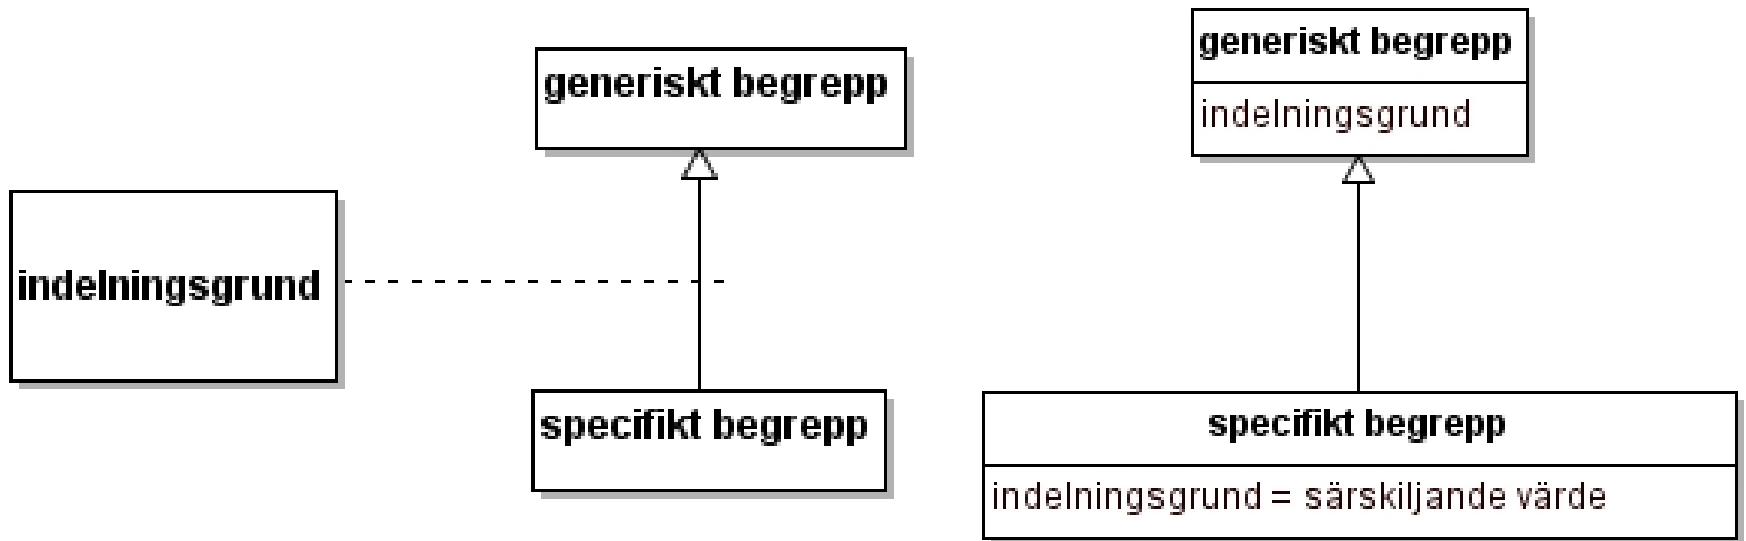 generiskt begrepp
indelningsgrund
specifikt begrepp
generiskt begrepp
indelningsgrund
specifikt begrepp
indelningsgrund = särskiljande värde